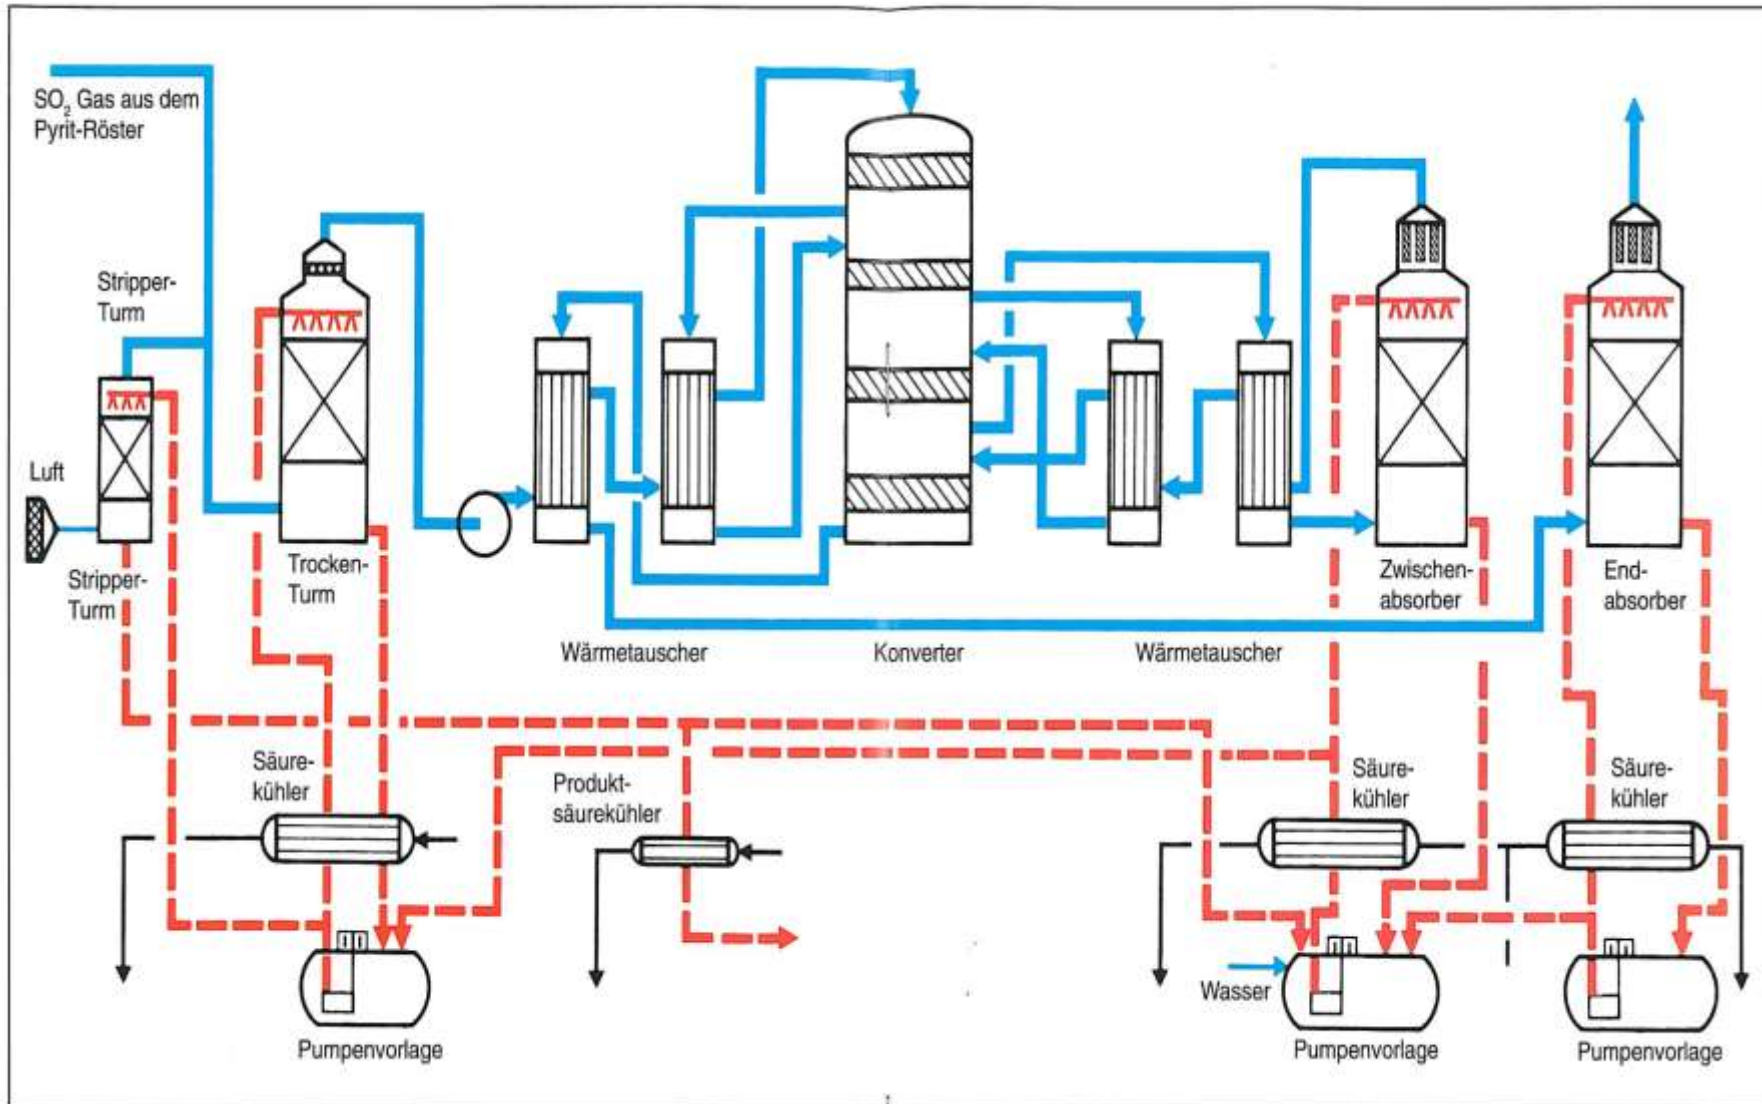 SO₂ Gas aus dem
Pyrit-Röster
Stripper-
Turm
Luft
Stripper-
Turm
Trocken-
Turm
Wärmetauscher
Konverter
Wärmetauscher
Zwischen-
absorber
End-
absorber
Säure-
kühler
Produkt-
säurekühler
Säure-
kühler
Säure-
kühler
Wasser
Pumpenvorlage
Pumpenvorlage
Pumpenvorlage